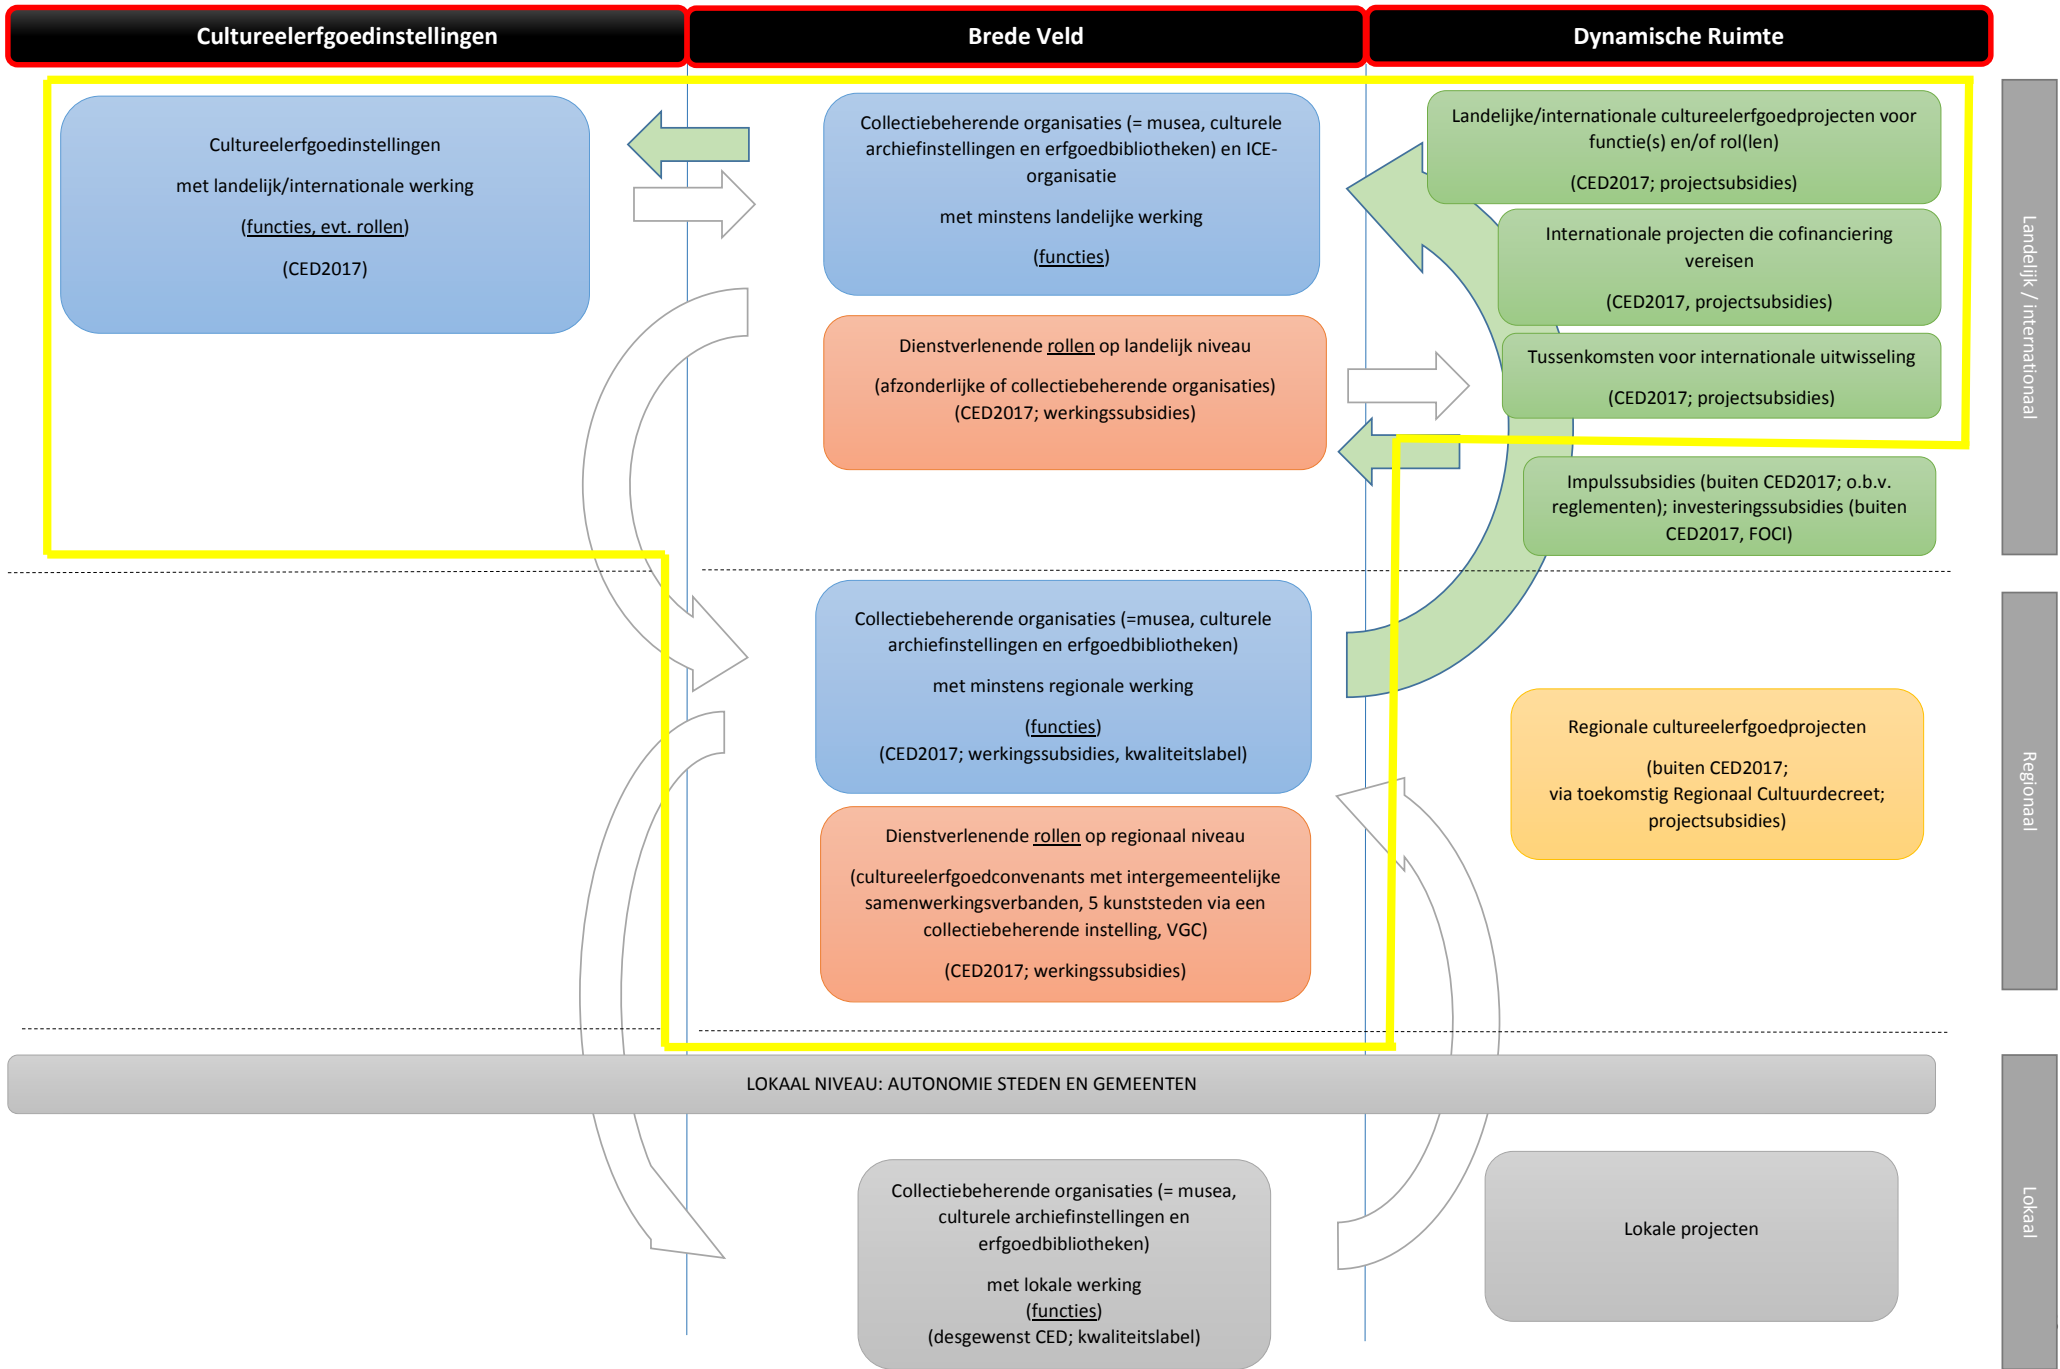 Cultureelerfgoedinstellingen
Brede Veld
Dynamische Ruimte
Cultureelerfgoedinstellingen
met landelijk/internationale werking
(functies, evt. rollen)
(CED2017)
Collectiebeherende organisaties (= musea, culturele
archiefinstellingen en erfgoedbibliotheken) en ICE-
organisatie
met minstens landelijke werking
(functies)
Landelijke/internationale cultureelerfgoedprojecten voor
functie(s) en/of rol(len)
(CED2017; projectsubsidies)
Internationale projecten die cofinanciering
vereisen
(CED2017, projectsubsidies)
Dienstverlenende rollen op landelijk niveau
(afzonderlijke of collectiebeherende organisaties)
(CED2017; werkingssubsidies)
Tussenkomsten voor internationale uitwisseling
(CED2017; projectsubsidies)
Impulssubsidies (buiten CED2017; o.b.v.
reglementen); investeringssubsidies (buiten
CED2017, FOCI)
Landelijk / internationaal
Collectiebeherende organisaties (=musea, culturele
archiefinstellingen en erfgoedbibliotheken)
met minstens regionale werking
(functies)
(CED2017; werkingssubsidies, kwaliteitslabel)
Regionale cultureelerfgoedprojecten
(buiten CED2017;
via toekomstig Regionaal Cultuurdecreet;
projectsubsidies)
Dienstverlenende rollen op regionaal niveau
(cultureelerfgoedconvenants met intergemeentelijke
samenwerkingsverbanden, 5 kunststeden via een
collectiebeherende instelling, VGC)
(CED2017; werkingssubsidies)
Regionaal
LOKAAL NIVEAU: AUTONOMIE STEDEN EN GEMEENTEN
Collectiebeherende organisaties (= musea,
culturele archiefinstellingen en
erfgoedbibliotheken)
met lokale werking
(functies)
(desgewenst CED; kwaliteitslabel)
Lokale projecten
Lokaal